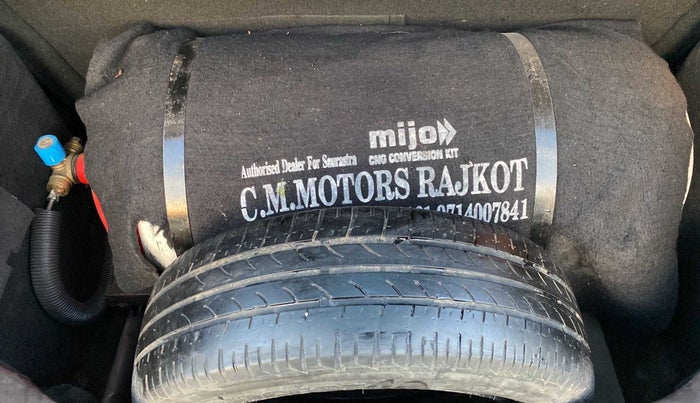 mijo
Authorised Dealer For Saurastra CNG CONVERSION KIT
C.M.MOTORS RAJKOT
9714007841